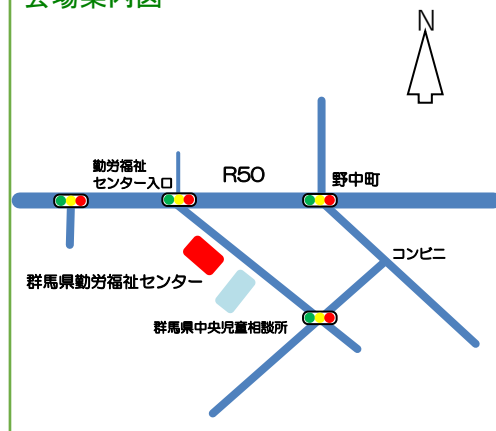 会場案内図
N
勤労福祉
センター入口
R50
野中町
コンビニ
群馬県勤労福祉センター
群馬県中央児童相談所